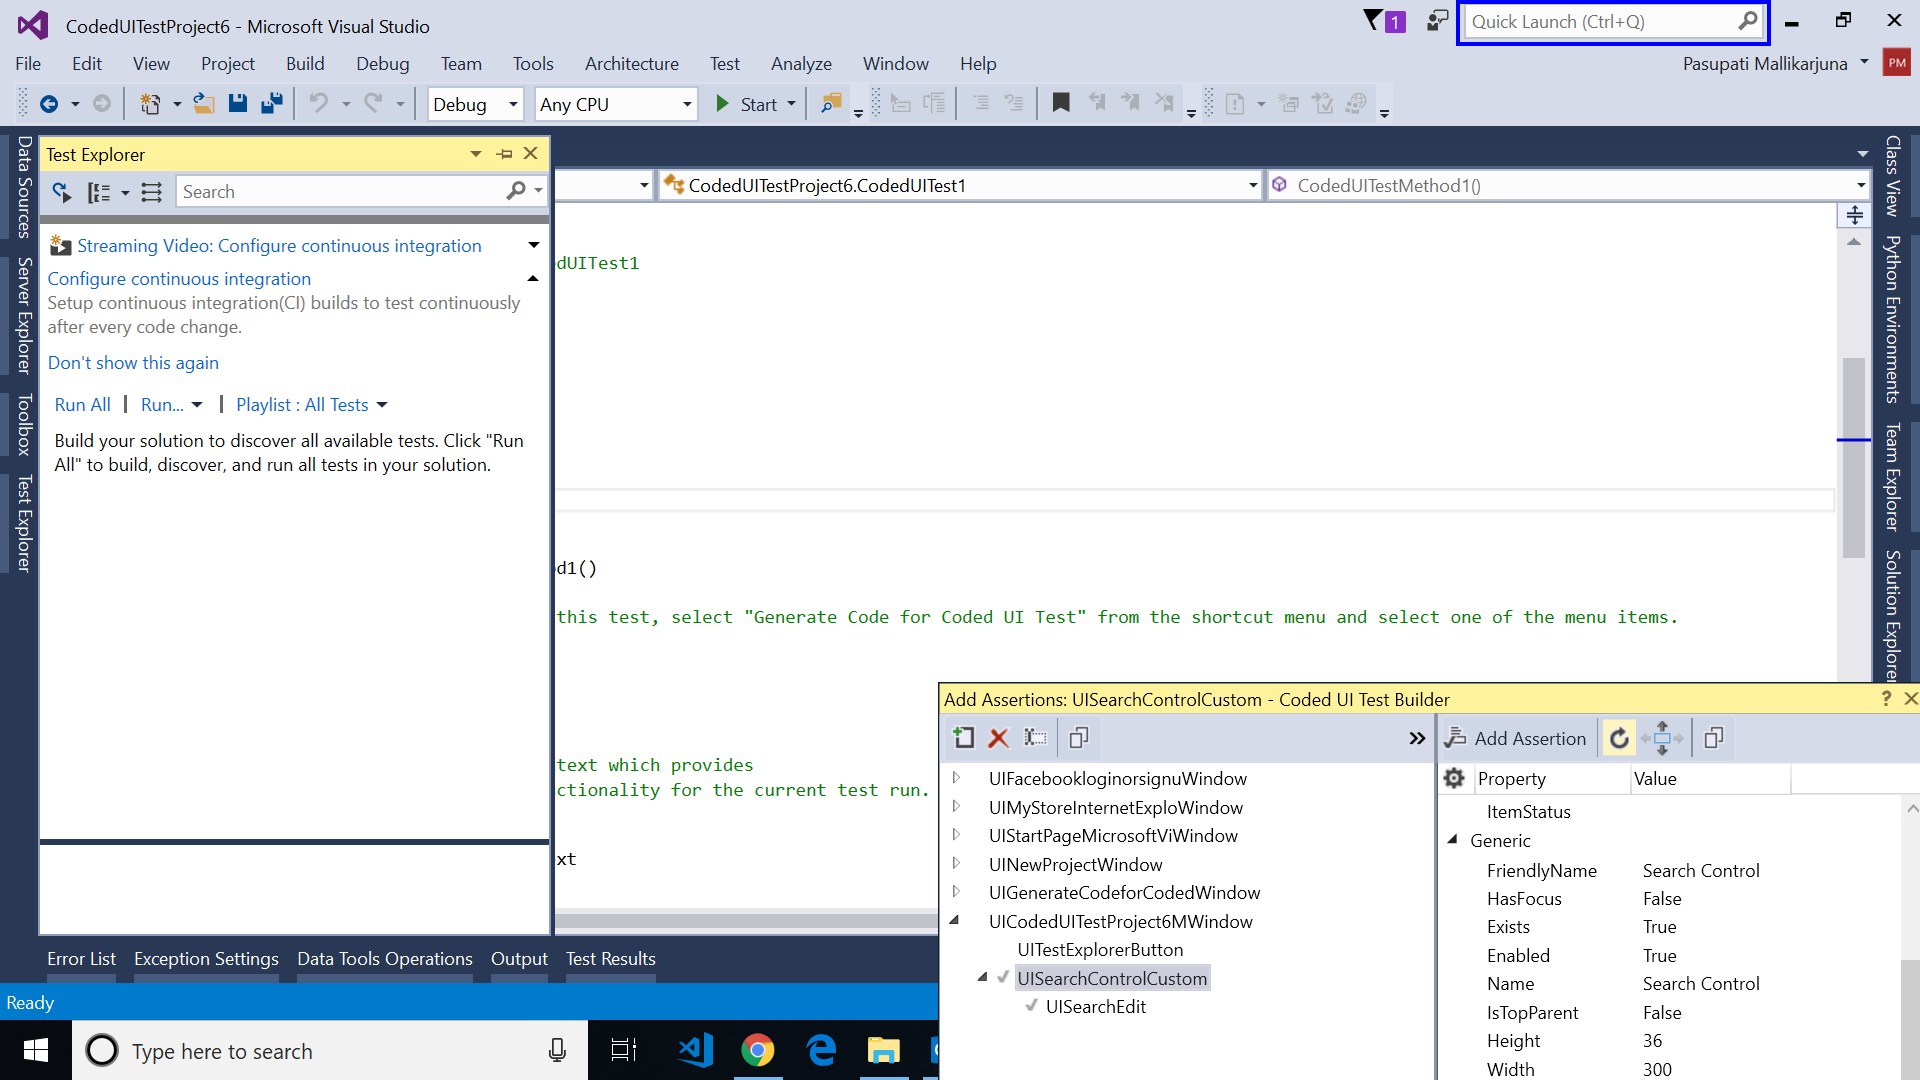 CodedUITestProject6 - Microsoft Visual Studio
1
Quick Launch (Ctrl+Q)
File Edit View Project Build Debug Team Tools Architecture Test Analyze Window Help
Pasupati Mallikarjuna PM
Debug Any CPU Start
Data Sources
Server Explorer
Toolbox
Test Explorer
Test Explorer
Search
Streaming Video: Configure continuous integration
Configure continuous integration
Setup continuous integration(CI) builds to test continuously
after every code change.
Don't show this again
Run All | Run... | Playlist : All Tests
Build your solution to discover all available tests. Click "Run
All" to build, discover, and run all tests in your solution.
CodedUITestProject6.CodedUITest1
CodedUITestMethod1()
dUITest1
d1()
this test, select "Generate Code for Coded UI Test" from the shortcut menu and select one of the menu items.
text which provides
ctionality for the current test run.
xt
Class View
Python Environments
Team Explorer
Solution Explorer
Add Assertions: UISearchControlCustom - Coded UI Test Builder
? 
Add Assertion
UIFacebookloginorsignuWindow
UIMyStoreInternetExploWindow
UIStartPageMicrosoftViWindow
UINewProjectWindow
UIGenerateCodeforCodedWindow
UICodedUITestProject6MWindow
UITestExplorerButton
UISearchControlCustom
UISearchEdit
Property Value
ItemStatus
Generic
FriendlyName Search Control
HasFocus False
Exists True
Enabled True
Name Search Control
IsTopParent False
Height 36
Width 300
Error List Exception Settings Data Tools Operations Output Test Results
Ready
Type here to search